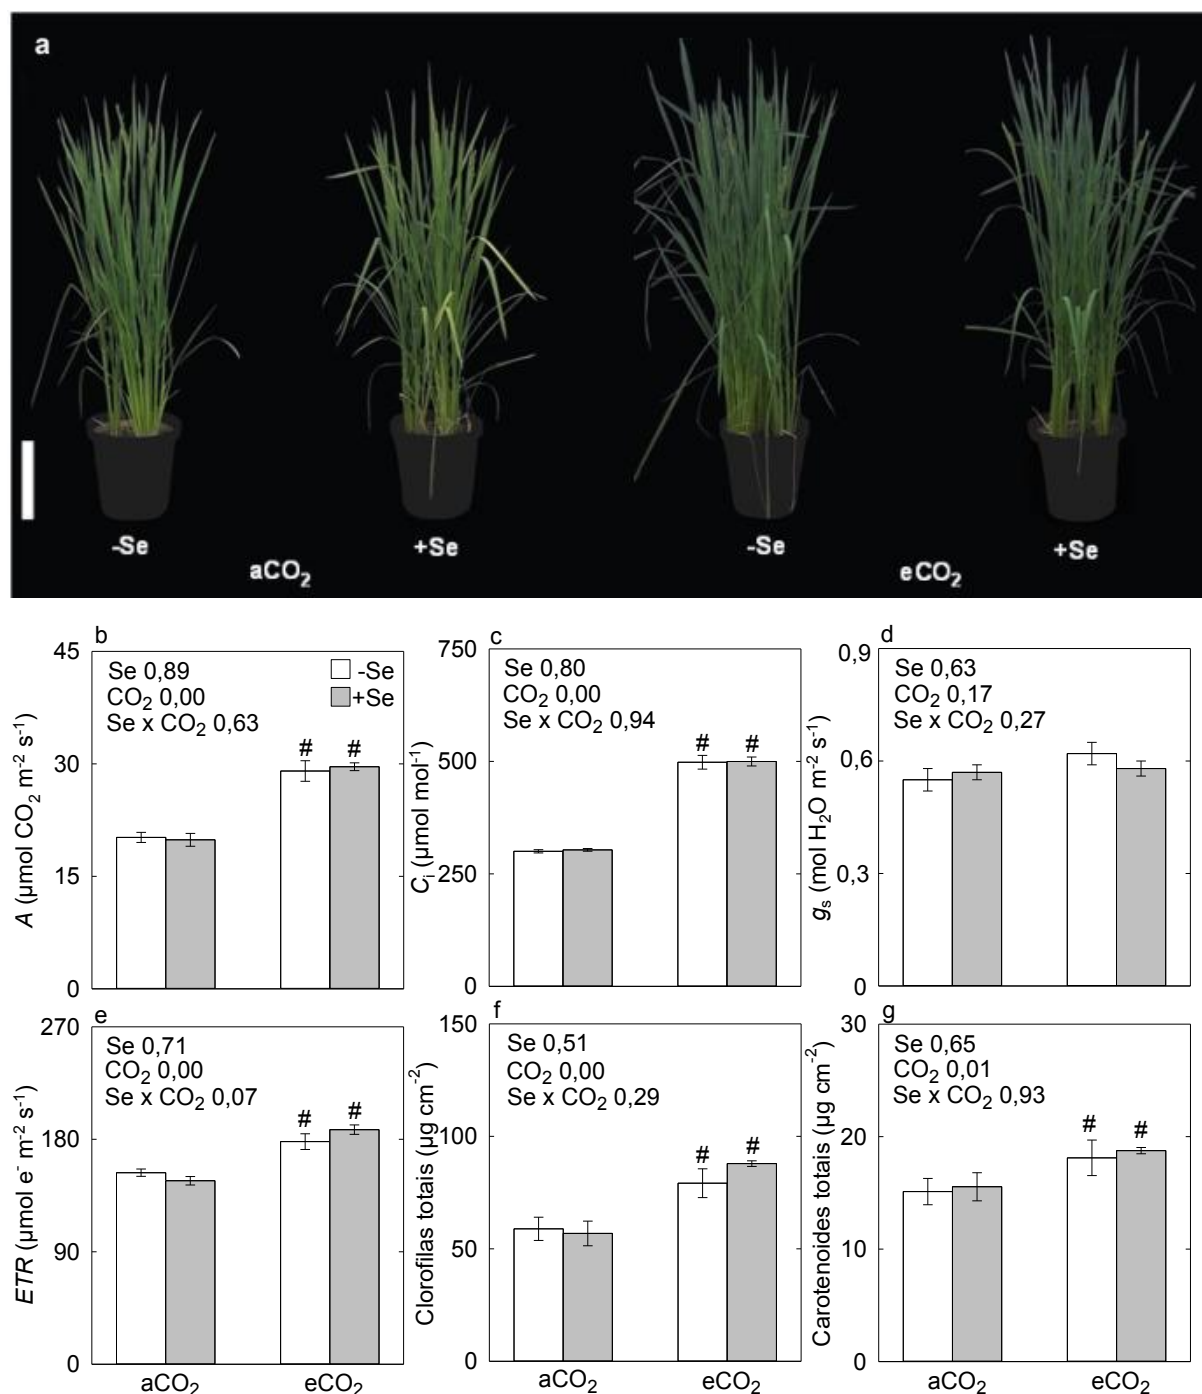 a
-Se
+Se
-Se
+Se
aCO2
eCO2
b
45
30
15
0
A (µmol CO2 m-2 s-1)
Se 0,89
CO2 0,00
Se x CO2 0,63
-Se
+Se
# #
c
750
500
250
0
Ci (µmol mol-1)
Se 0,80
CO2 0,00
Se x CO2 0,94
# #
d
0,9
0,6
0,3
0
gs (mol H2O m-2 s-1)
Se 0,63
CO2 0,17
Se x CO2 0,27
e
270
180
90
0
ETR (µmol e- m-2 s-1)
Se 0,71
CO2 0,00
Se x CO2 0,07
# #
aCO2 eCO2
f
150
100
50
0
Clorofilas totais (µg cm-2)
Se 0,51
CO2 0,00
Se x CO2 0,29
# #
aCO2 eCO2
g
30
20
10
0
Carotenoides totais (µg cm-2)
Se 0,65
CO2 0,01
Se x CO2 0,93
# #
aCO2 eCO2